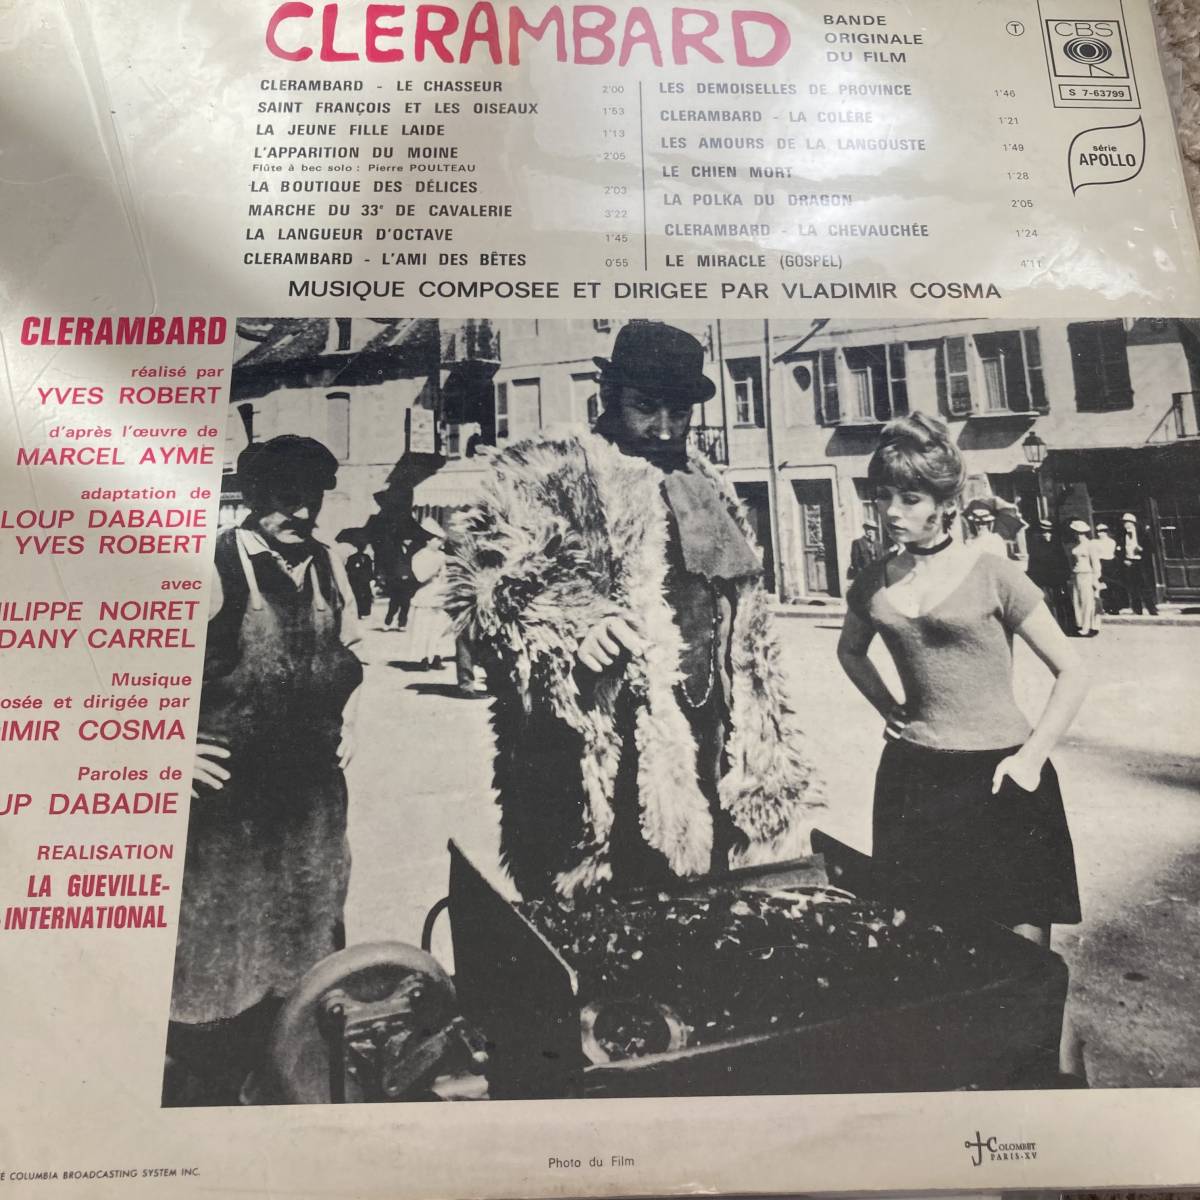 CLERAMBARD
BANDE
ORIGINALE
DU FILM
T
CBS
S 7-63799
série
APOLLO
CLERAMBARD - LE CHASSEUR 2'00
SAINT FRANÇOIS ET LES OISEAUX 1'53
LA JEUNE FILLE LAIDE 1'13
L'APPARITION DU MOINE 2'05
Flûte à bec solo : Pierre POULTEAU
LA BOUTIQUE DES DÉLICES 2'03
MARCHE DU 33e DE CAVALERIE 3'22
LA LANGUEUR D'OCTAVE 1'45
CLERAMBARD - L'AMI DES BÊTES 0'55
LES DEMOISELLES DE PROVINCE 1'46
CLERAMBARD - LA COLÈRE 1'21
LES AMOURS DE LA LANGOUSTE 1'49
LE CHIEN MORT 1'28
LA POLKA DU DRAGON 2'05
CLERAMBARD - LA CHEVAUCHÉE 1'24
LE MIRACLE (GOSPEL) 4'11
MUSIQUE COMPOSEE ET DIRIGEE PAR VLADIMIR COSMA
CLERAMBARD
réalisé par
YVES ROBERT
d'après l'œuvre de
MARCEL AYME
adaptation de
LOUP DABADIE
YVES ROBERT
avec
ILIPPE NOIRET
DANY CARREL
Musique
osée et dirigée par
IMIR COSMA
Paroles de
UP DABADIE
REALISATION
LA GUEVILLE-
-INTERNATIONAL
Photo du Film
COLOMBET
PARIS-XV
E COLUMBIA BROADCASTING SYSTEM INC.